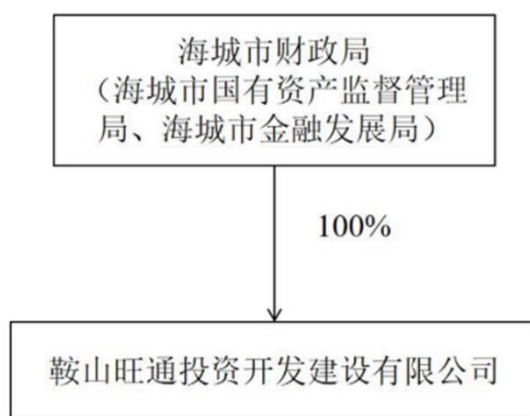 海城市财政局
（海城市国有资产监督管理
局、海城市金融发展局）
100%
鞍山旺通投资开发建设有限公司